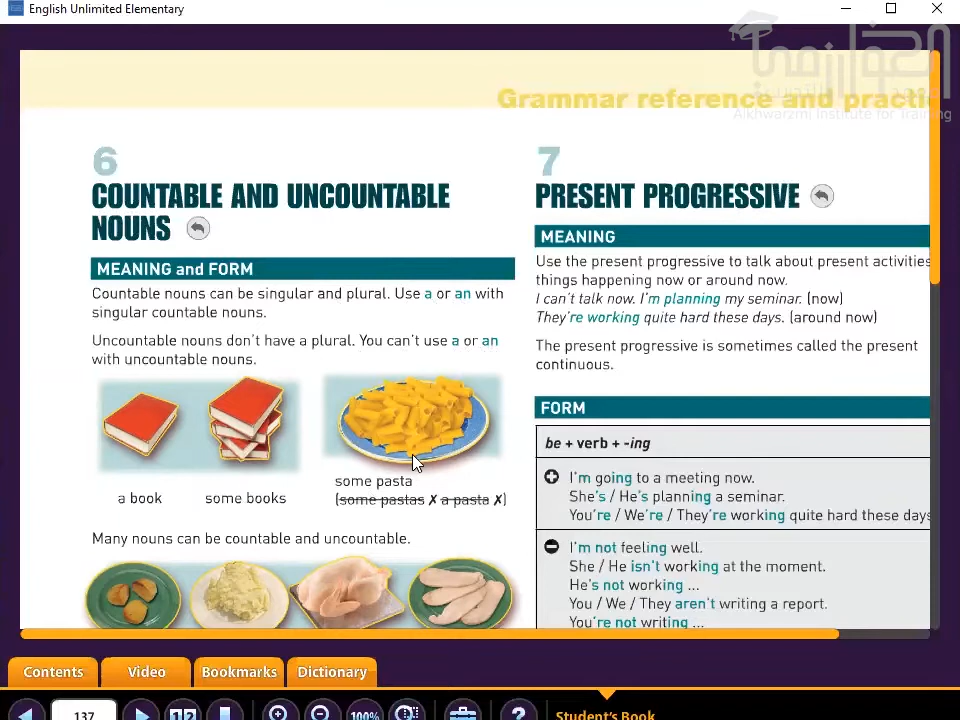 English Unlimited Elementary
الخوارزمي
Alkhwarzmi Institute for Training
Grammar reference and practi
6
COUNTABLE AND UNCOUNTABLE
NOUNS
MEANING and FORM
Countable nouns can be singular and plural. Use a or an with
singular countable nouns.
Uncountable nouns don't have a plural. You can't use a or an
with uncountable nouns.
a book
some books
some pasta
(some pastas ✗ a pasta ✗)
Many nouns can be countable and uncountable.
7
PRESENT PROGRESSIVE
MEANING
Use the present progressive to talk about present activities
things happening now or around now.
I can't talk now. I'm planning my seminar. (now)
They're working quite hard these days. (around now)
The present progressive is sometimes called the present
continuous.
FORM
be + verb + -ing
I'm going to a meeting now.
She's / He's planning a seminar.
You're / We're / They're working quite hard these days
I'm not feeling well.
She / He isn't working at the moment.
He's not working ...
You / We / They aren't writing a report.
You're not writing ...
Contents
Video
Bookmarks
Dictionary
137
1 2
100%
?
Student's Book